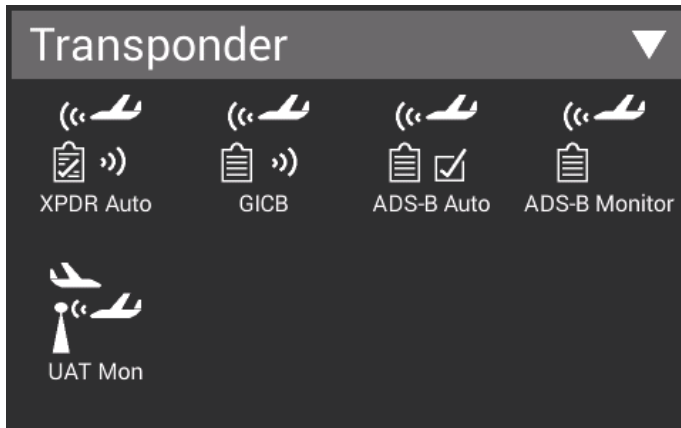 Transponder
XPDR Auto
GICB
ADS-B Auto
ADS-B Monitor
UAT Mon